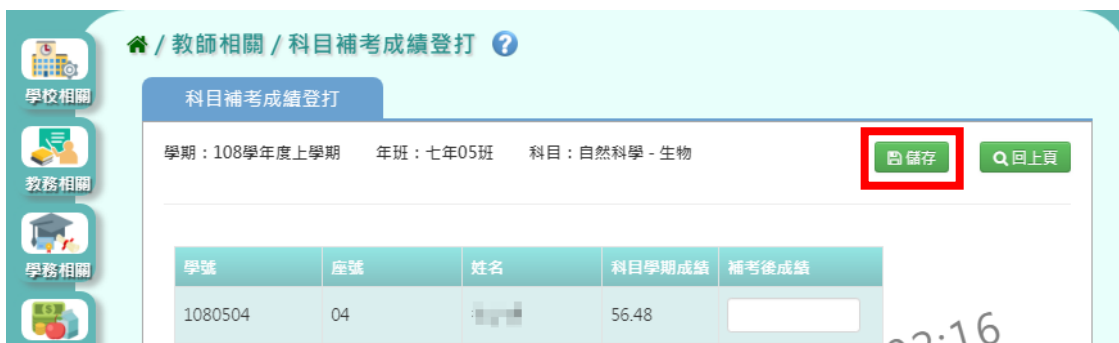 / 教師相關 / 科目補考成績登打 ?
學校相關
教務相關
學務相關
科目補考成績登打
學期：108學年度上學期 年班：七年05班 科目：自然科學 - 生物
儲存 回上頁
學號 座號 姓名 科目學期成績 補考後成績
1080504 04 56.48